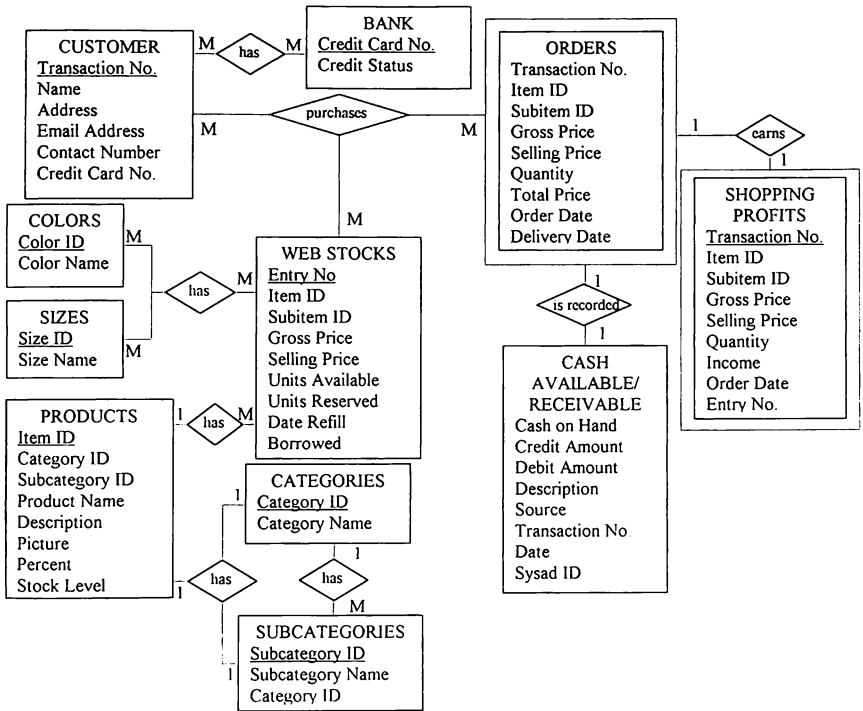 CUSTOMER
Transaction No.
Name
Address
Email Address
Contact Number
Credit Card No.
M
has
M
BANK
Credit Card No.
Credit Status
M
purchases
M
M
ORDERS
Transaction No.
Item ID
Subitem ID
Gross Price
Selling Price
Quantity
Total Price
Order Date
Delivery Date
1
earns
1
SHOPPING
PROFITS
Transaction No.
Item ID
Subitem ID
Gross Price
Selling Price
Quantity
Income
Order Date
Entry No.
COLORS
Color ID
Color Name
M
SIZES
Size ID
Size Name
M
has
M
WEB STOCKS
Entry No
Item ID
Subitem ID
Gross Price
Selling Price
Units Available
Units Reserved
Date Refill
Borrowed
1
is recorded
1
CASH
AVAILABLE/
RECEIVABLE
Cash on Hand
Credit Amount
Debit Amount
Description
Source
Transaction No.
Date
Sysad ID
PRODUCTS
Item ID
Category ID
Subcategory ID
Product Name
Description
Picture
Percent
Stock Level
1
has
M
1
has
1
1
CATEGORIES
Category ID
Category Name
1
has
M
SUBCATEGORIES
Subcategory ID
Subcategory Name
Category ID